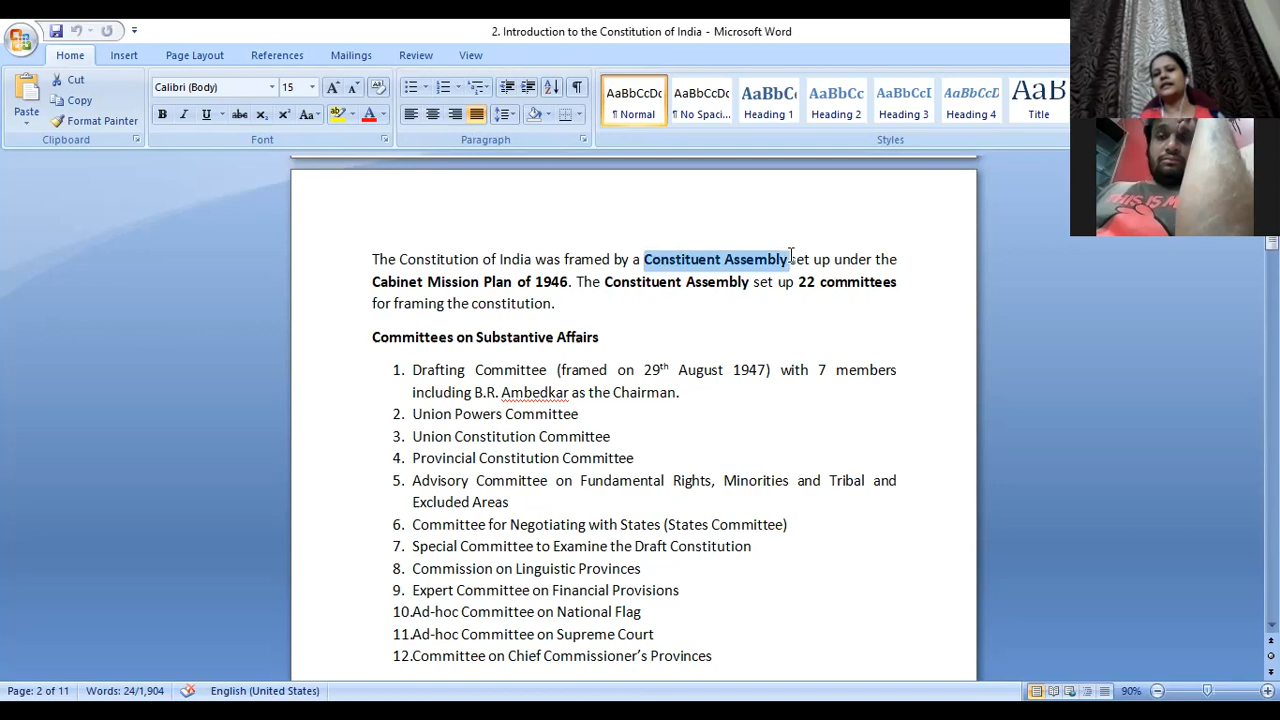 2. Introduction to the Constitution of India - Microsoft Word
Home Insert Page Layout References Mailings Review View
Paste
Cut
Copy
Format Painter
Clipboard
Calibri (Body) 15
Font
Paragraph
AaBbCcDc AaBbCcDc AaBbC AaBbCc AaBbCcI AaBbCcD AaB
¶ Normal ¶ No Spaci... Heading 1 Heading 2 Heading 3 Heading 4 Title
Styles
THIS IS M
The Constitution of India was framed by a Constituent Assembly set up under the
Cabinet Mission Plan of 1946. The Constituent Assembly set up 22 committees
for framing the constitution.
Committees on Substantive Affairs
1. Drafting Committee (framed on 29th August 1947) with 7 members
including B.R. Ambedkar as the Chairman.
2. Union Powers Committee
3. Union Constitution Committee
4. Provincial Constitution Committee
5. Advisory Committee on Fundamental Rights, Minorities and Tribal and
Excluded Areas
6. Committee for Negotiating with States (States Committee)
7. Special Committee to Examine the Draft Constitution
8. Commission on Linguistic Provinces
9. Expert Committee on Financial Provisions
10.Ad-hoc Committee on National Flag
11.Ad-hoc Committee on Supreme Court
12.Committee on Chief Commissioner’s Provinces
Page: 2 of 11 Words: 24/1,904 English (United States) 90%